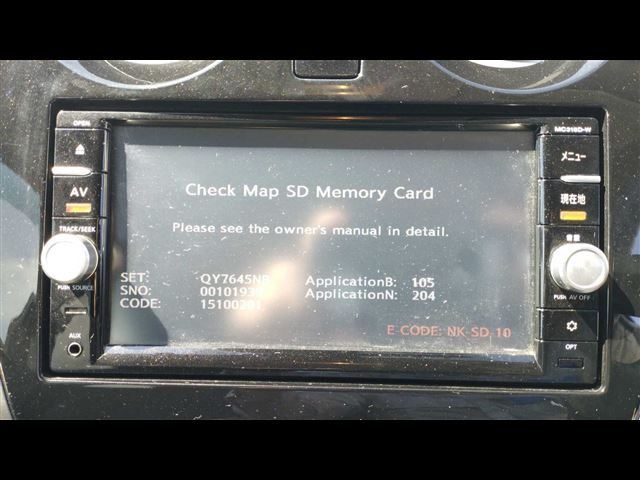 OPEN
MC315D-W
AV
TRACK/SEEK
PUSH SOURCE
AUX
Check Map SD Memory Card
Please see the owner's manual in detail.
SET: ApplicationB: 105
SNO: ApplicationN: 204
CODE:
E-CODE: NK-SD 10
メニュー
現在地
音量
PUSH AV OFF
OPT